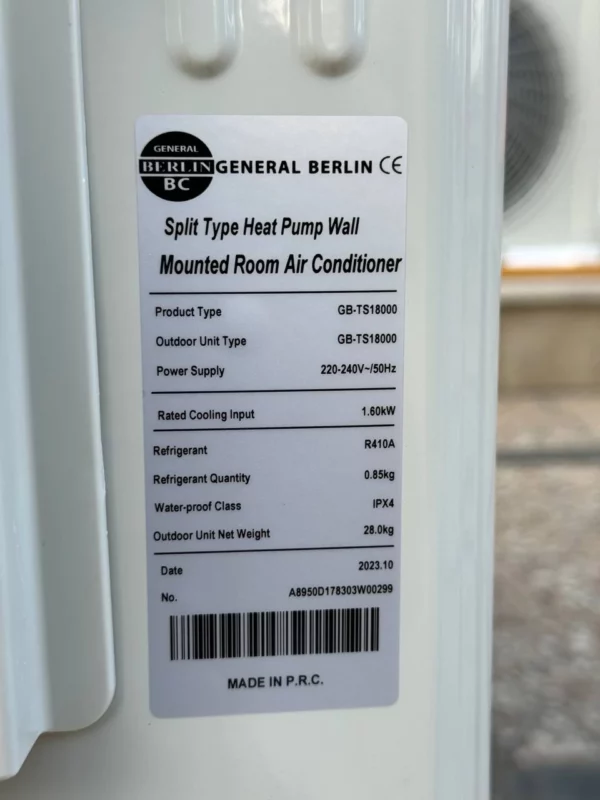 GENERAL
BERLIN
BC
GENERAL BERLIN CE
Split Type Heat Pump Wall
Mounted Room Air Conditioner
Product Type GB-TS18000
Outdoor Unit Type GB-TS18000
Power Supply 220-240V~/50Hz
Rated Cooling Input 1.60kW
Refrigerant R410A
Refrigerant Quantity 0.85kg
Water-proof Class IPX4
Outdoor Unit Net Weight 28.0kg
Date 2023.10
No. A8950D178303W00299
MADE IN P.R.C.